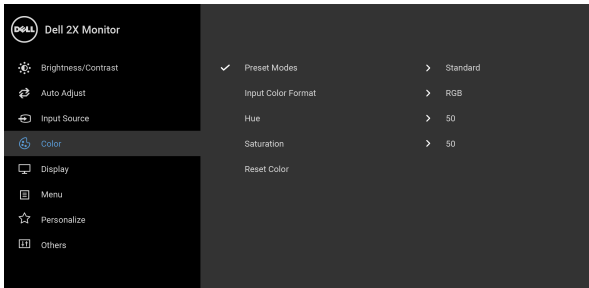 DELL Dell 2X Monitor
Brightness/Contrast
Auto Adjust
Input Source
Color
Display
Menu
Personalize
Others
Preset Modes Standard
Input Color Format RGB
Hue 50
Saturation 50
Reset Color